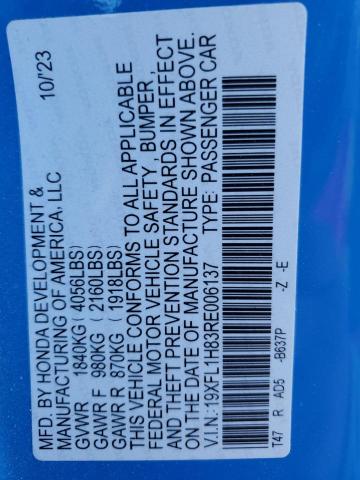 MFD. BY HONDA DEVELOPMENT & 10/'23
MANUFACTURING OF AMERICA, LLC
GVWR 1840KG (4056LBS)
GAWR F 980KG (2160LBS)
GAWR R 870KG (1918LBS)
THIS VEHICLE CONFORMS TO ALL APPLICABLE
FEDERAL MOTOR VEHICLE SAFETY, BUMPER,
AND THEFT PREVENTION STANDARDS IN EFFECT
ON THE DATE OF MANUFACTURE SHOWN ABOVE.
V.I.N.: 19XFL1H83RE006137 TYPE: PASSENGER CAR
T47 R AD5 -B637P -Z -E